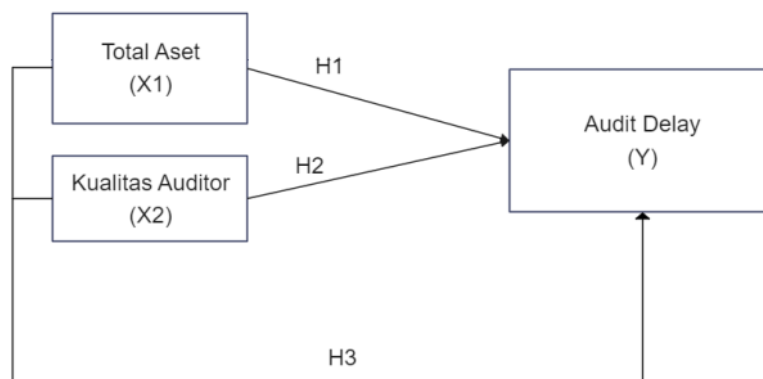 Total Aset
(X1)
H1
Audit Delay
(Y)
Kualitas Auditor
(X2)
H2
H3